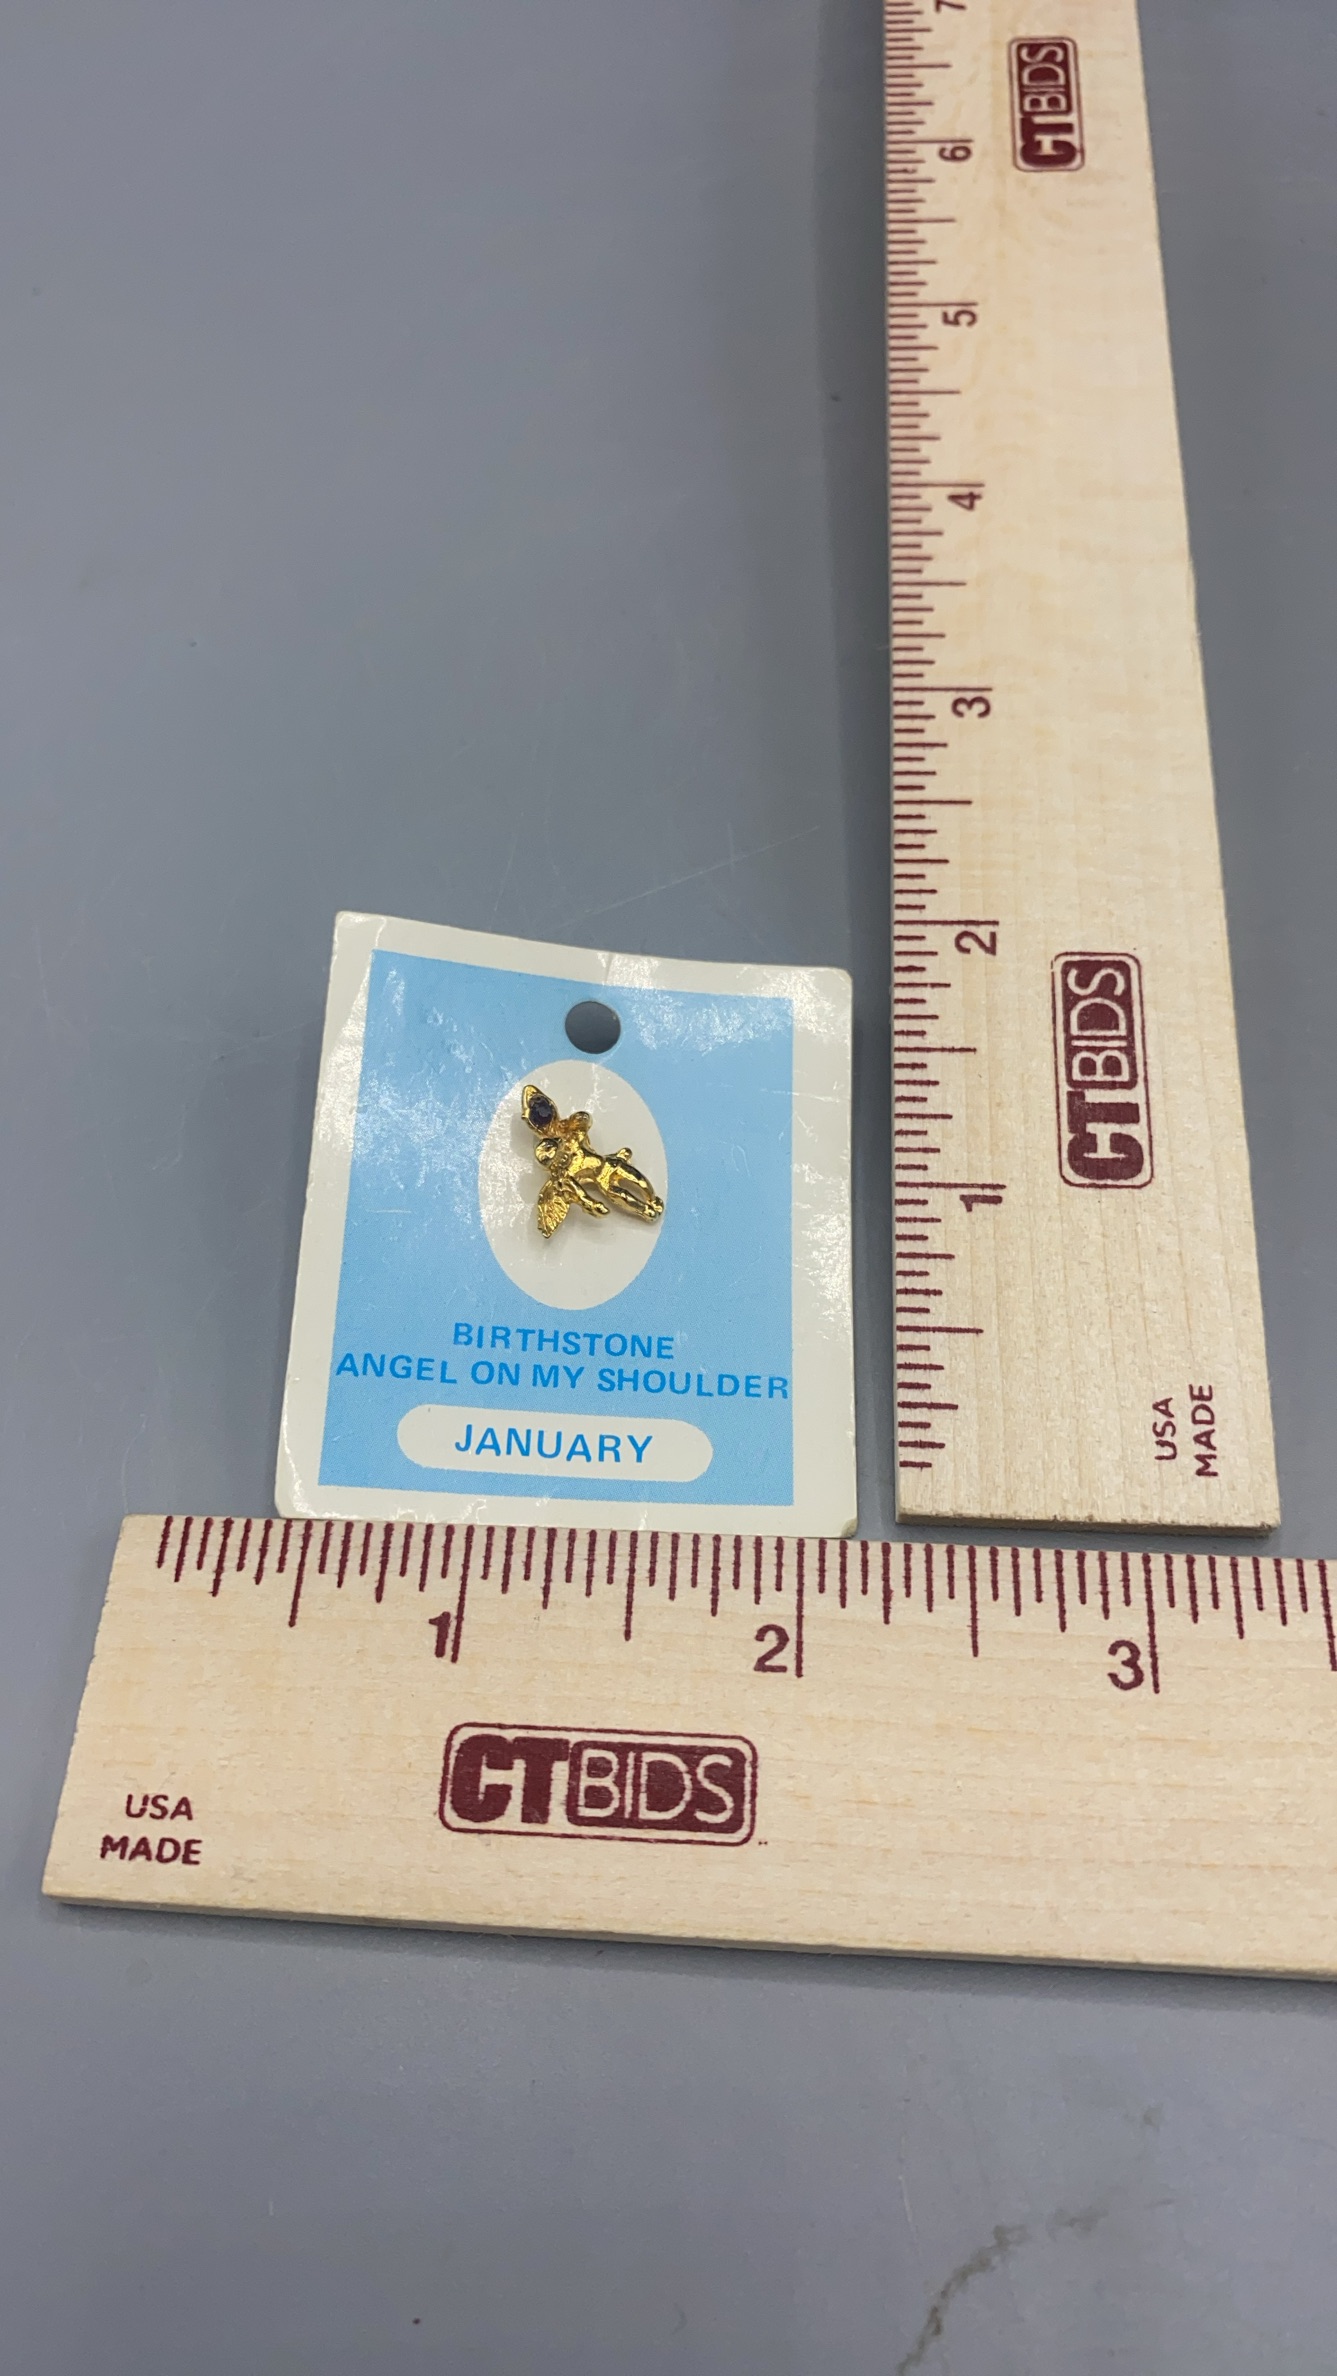 7
CTBIDS
6
5
4
3
2
CTBIDS
1
USA
MADE
BIRTHSTONE
ANGEL ON MY SHOULDER
JANUARY
1
2
3
CTBIDS
USA
MADE